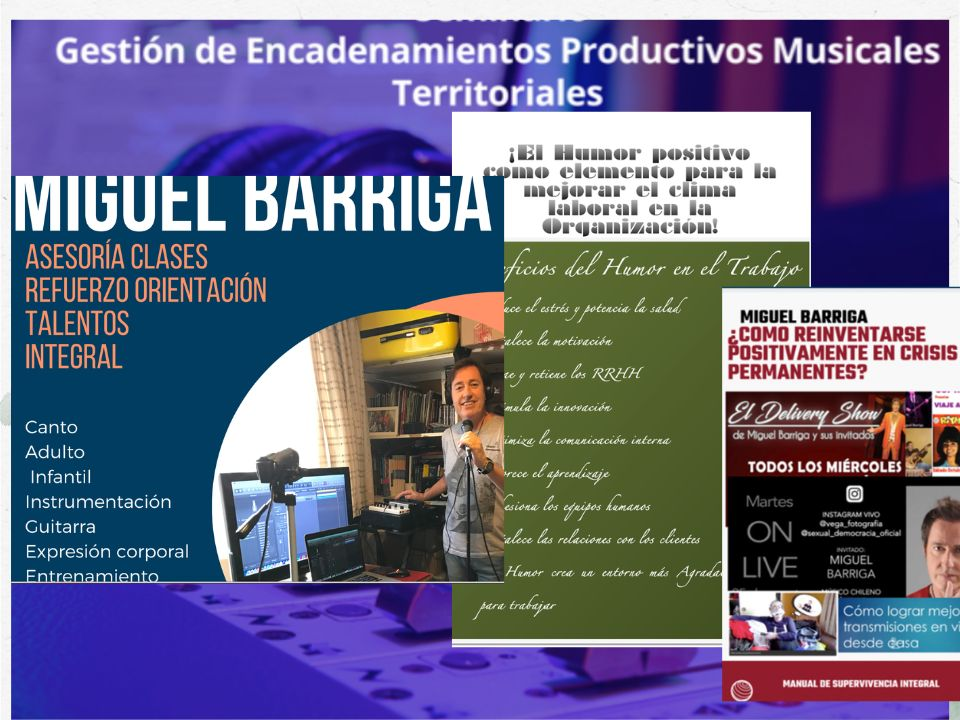 Gestión de Encadenamientos Productivos Musicales
Territoriales
MIGUEL BARRIGA
ASESORÍA CLASES
REFUERZO ORIENTACIÓN
TALENTOS
INTEGRAL
Canto
Adulto
Infantil
Instrumentación
Guitarra
Expresión corporal
Entrenamiento
¡El Humor positivo
como elemento para la
mejorar el clima
laboral en la
Organización!
del Humor en el Trabajo
el estrés y potencia la salud
la motivación
y retiene los RRHH
la innovación
la comunicación interna
el aprendizaje
los equipos humanos
las relaciones con los clientes
Humor crea un entorno más
para trabajar
MIGUEL BARRIGA
¿COMO REINVENTARSE
POSITIVAMENTE EN CRISIS
PERMANENTES?
El Delivery Show
de Miguel Barriga y sus invitados
TODOS LOS MIÉRCOLES
VIAJE
Martes
ON
LIVE
INSTAGRAM VIVO
@vega_fotografia
@sexual_democracia_oficial
INVITADO:
MIGUEL
BARRIGA
CHILENO
Cómo lograr
transmisiones en
desde casa
MANUAL DE SUPERVIVENCIA INTEGRAL